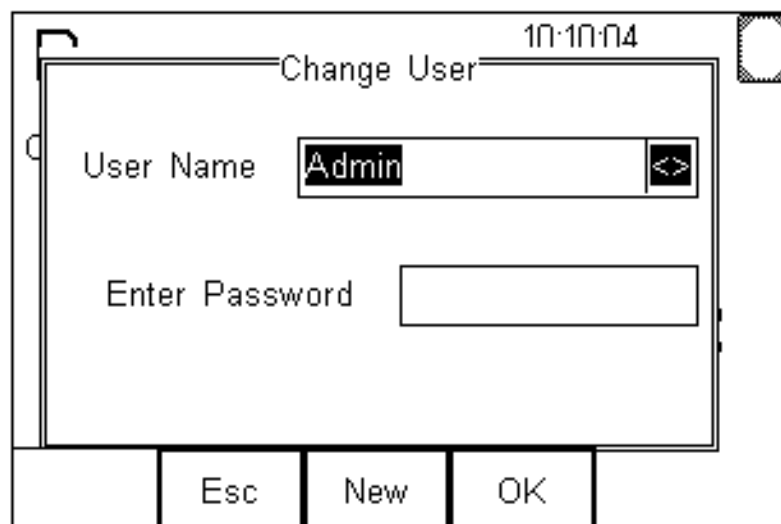 10:10:04
Change User
User Name Admin <>
Enter Password
Esc New OK